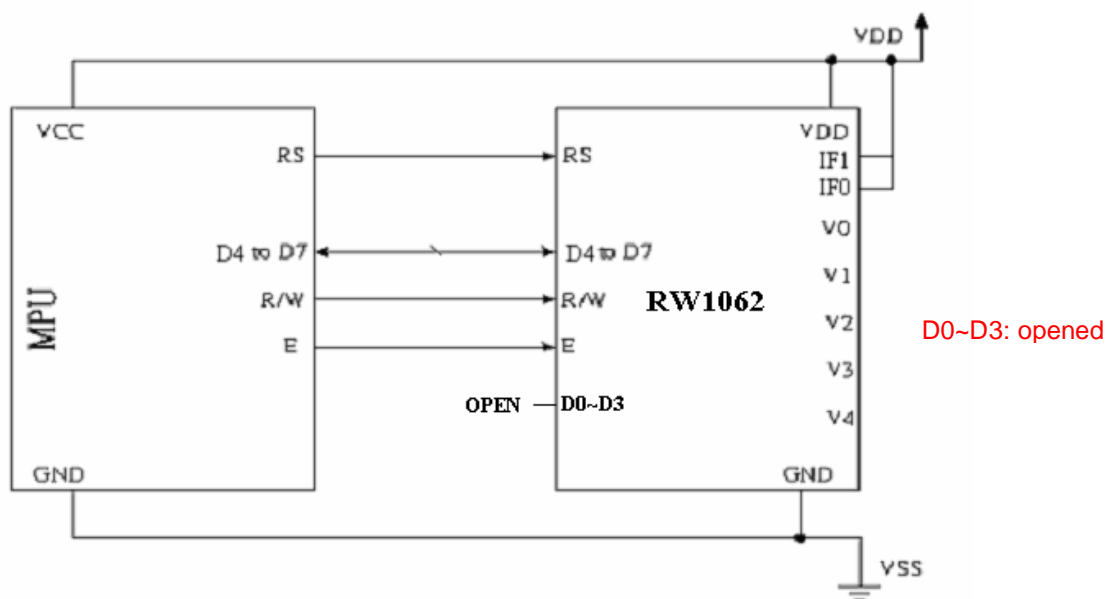 VDD
VCC
VDD
RS
RS
IF1
IF0
V0
D4 to D7
D4 to D7
V1
R/W
R/W
RW1062
MPU
V2
D0~D3: opened
E
E
V3
OPEN
D0~D3
V4
GND
GND
VSS